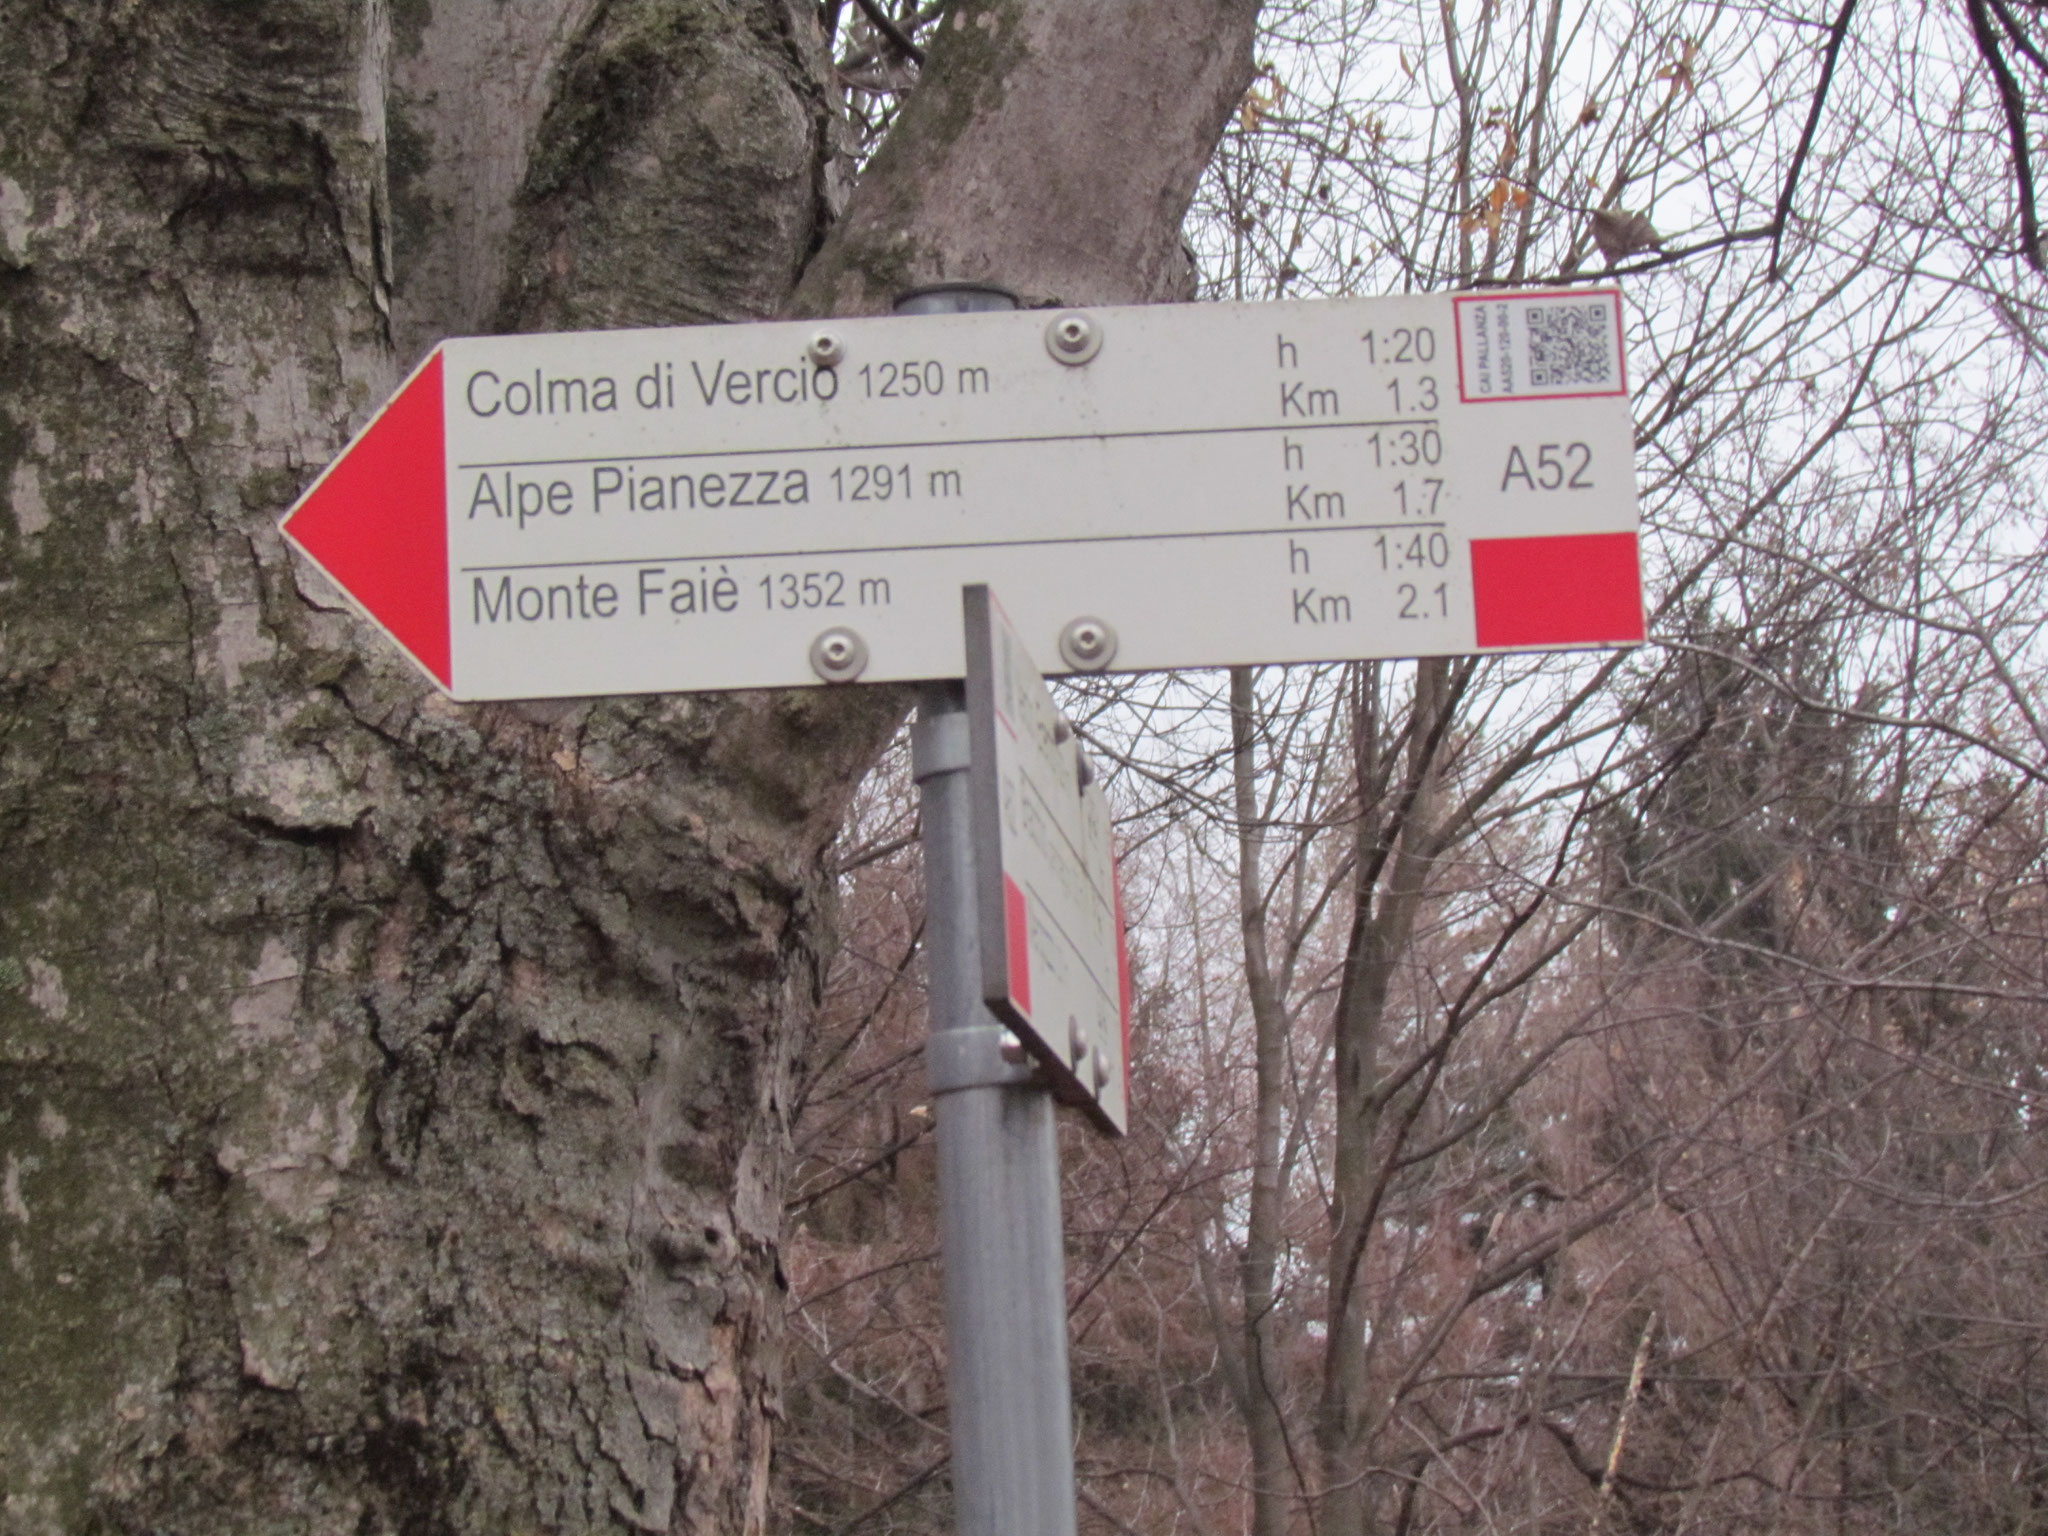 Colma di Vercio 1250 m h 1:20
Km 1.3
Alpe Pianezza 1291 m h 1:30
Km 1.7
Monte Faiè 1352 m h 1:40
Km 2.1
CAI PALLANZA
A52